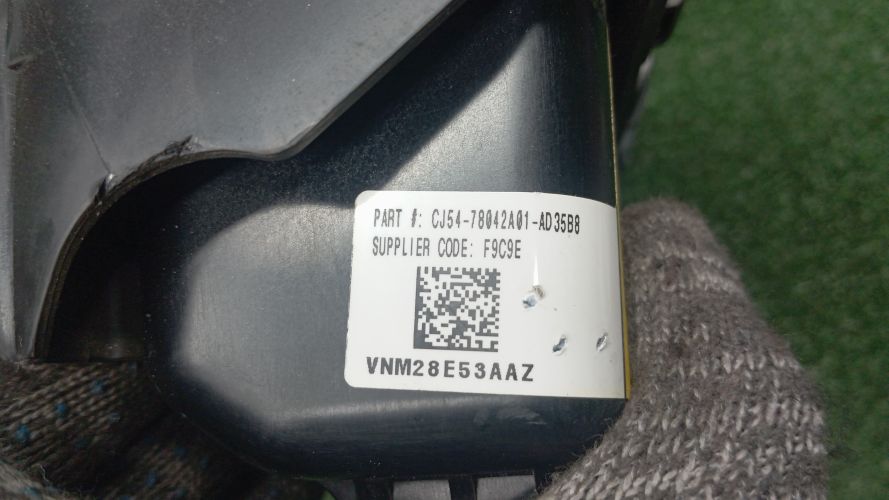 PART #: CJ54-78042A01-AD35B8
SUPPLIER CODE: F9C9E
VNM28E53AAZ